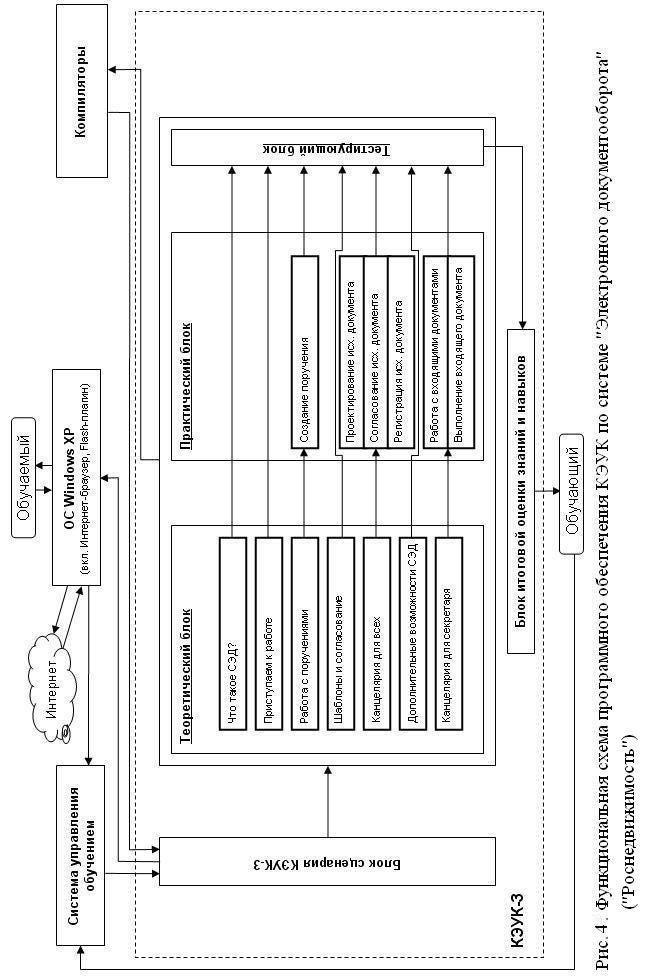 Обучаемый
Интернет
ОС Windows XP
(вкл. Интернет-браузер, Flash-плагин)
Система управления
обучением
Компиляторы
Блок сценария КЭУК-3
Теоретический блок
Что такое СЭД?
Приступаем к работе
Работа с поручениями
Шаблоны и согласование
Канцелярия для всех
Дополнительные возможности СЭД
Канцелярия для секретаря
Практический блок
Создание поручения
Проектирование исх. документа
Согласование исх. документа
Регистрация исх. документа
Работа с входящими документами
Выполнение входящего документа
Тестирующий блок
КЭУК-3
Блок итоговой оценки знаний и навыков
Обучающий
Рис. 4. Функциональная схема программного обеспечения КЭУК по системе "Электронного документооборота"
("Роснедвижимость")